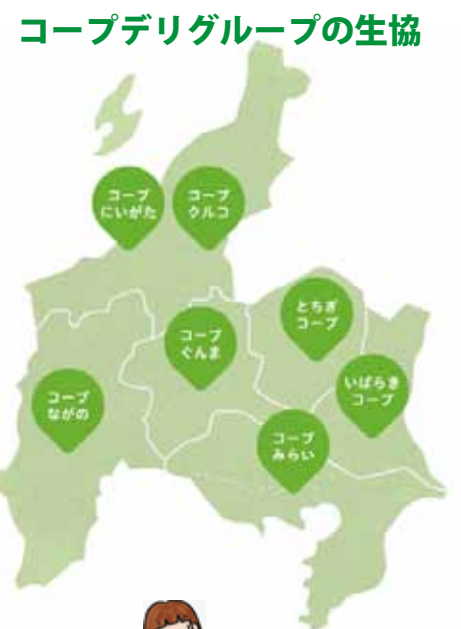 コープデリグループの生協
コープ
にいがた
コープ
クルコ
とちぎ
コープ
コープ
ぐんま
いばらき
コープ
コープ
ながの
コープ
みらい